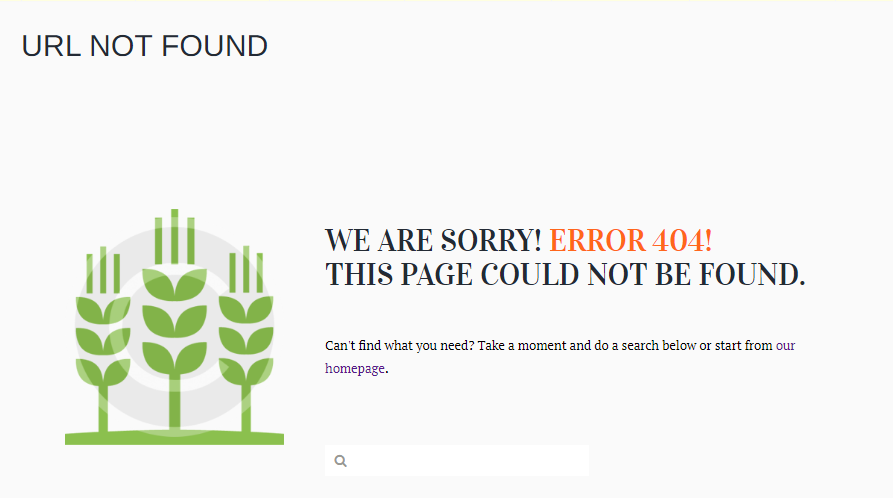 URL NOT FOUND
WE ARE SORRY! ERROR 404!
THIS PAGE COULD NOT BE FOUND.
Can't find what you need? Take a moment and do a search below or start from our
homepage.